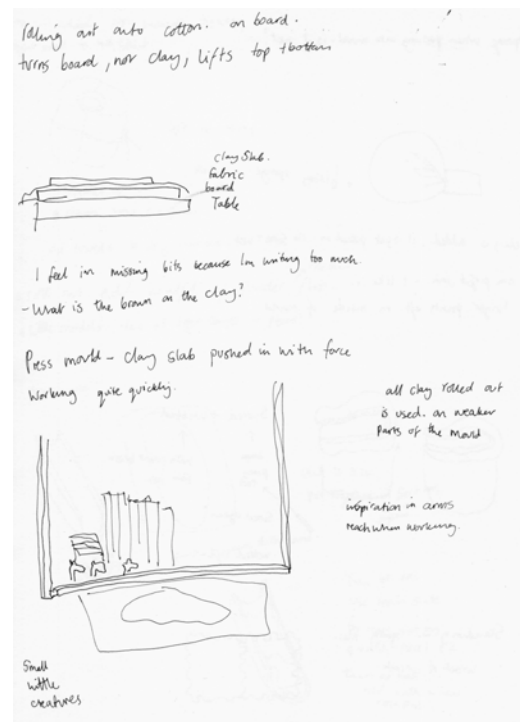 rolling out onto cotton. on board.
turns board, not clay, lifts top + bottom
clay slab.
fabric
board
Table
I feel im missing bits because Im writing too much.
- What is the brown on the clay?
Press mould - clay slab pushed in with force
working quite quickly.
all clay rolled out
is used. on weaker
parts of the mould
inspiration in arms
reach when working.
Small
little
creatures